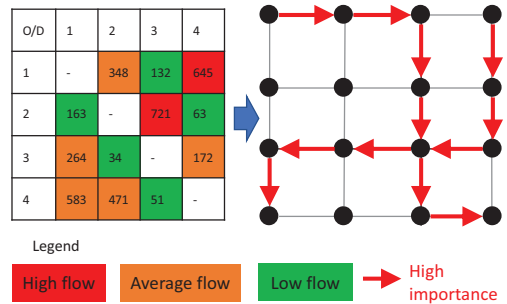 O/D 1 2 3 4
1 - 348 132 645
2 163 - 721 63
3 264 34 - 172
4 583 471 51 -
Legend
High flow Average flow Low flow High
importance